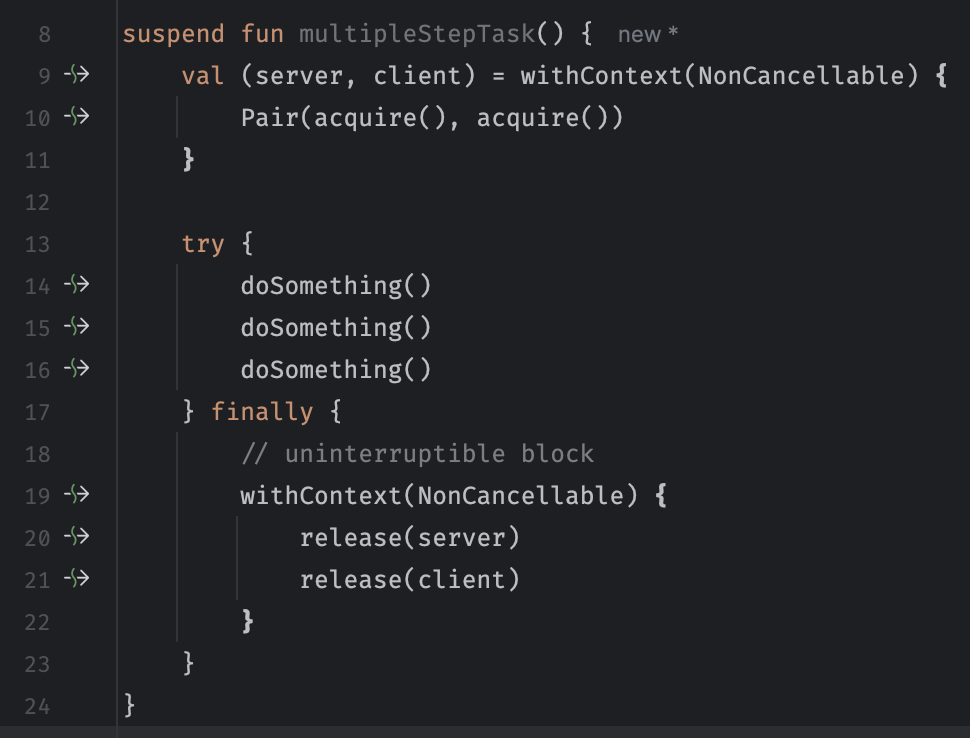 8 suspend fun multipleStepTask() { new *
9 val (server, client) = withContext(NonCancellable) {
10 Pair(acquire(), acquire())
11 }
12
13 try {
14 doSomething()
15 doSomething()
16 doSomething()
17 } finally {
18 // uninterruptible block
19 withContext(NonCancellable) {
20 release(server)
21 release(client)
22 }
23 }
24 }